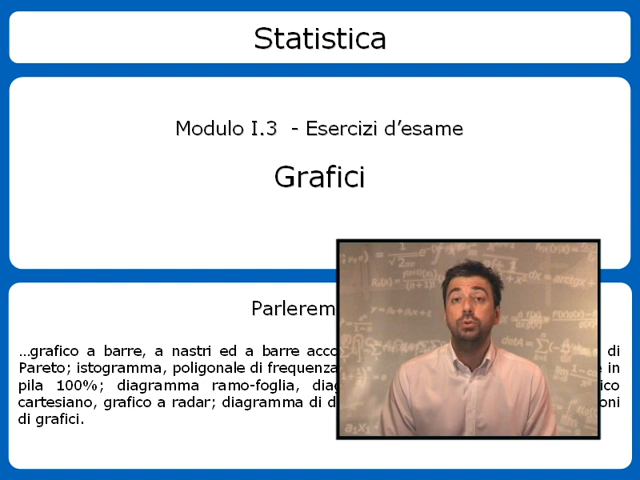 Statistica
Modulo I.3 - Esercizi d’esame
Grafici
Parlerem
...grafico a barre, a nastri ed a barre acco di
Pareto; istogramma, poligonale di frequenza in
pila 100%; diagramma ramo-foglia, diag ico
cartesiano, grafico a radar; diagramma di d oni
di grafici.